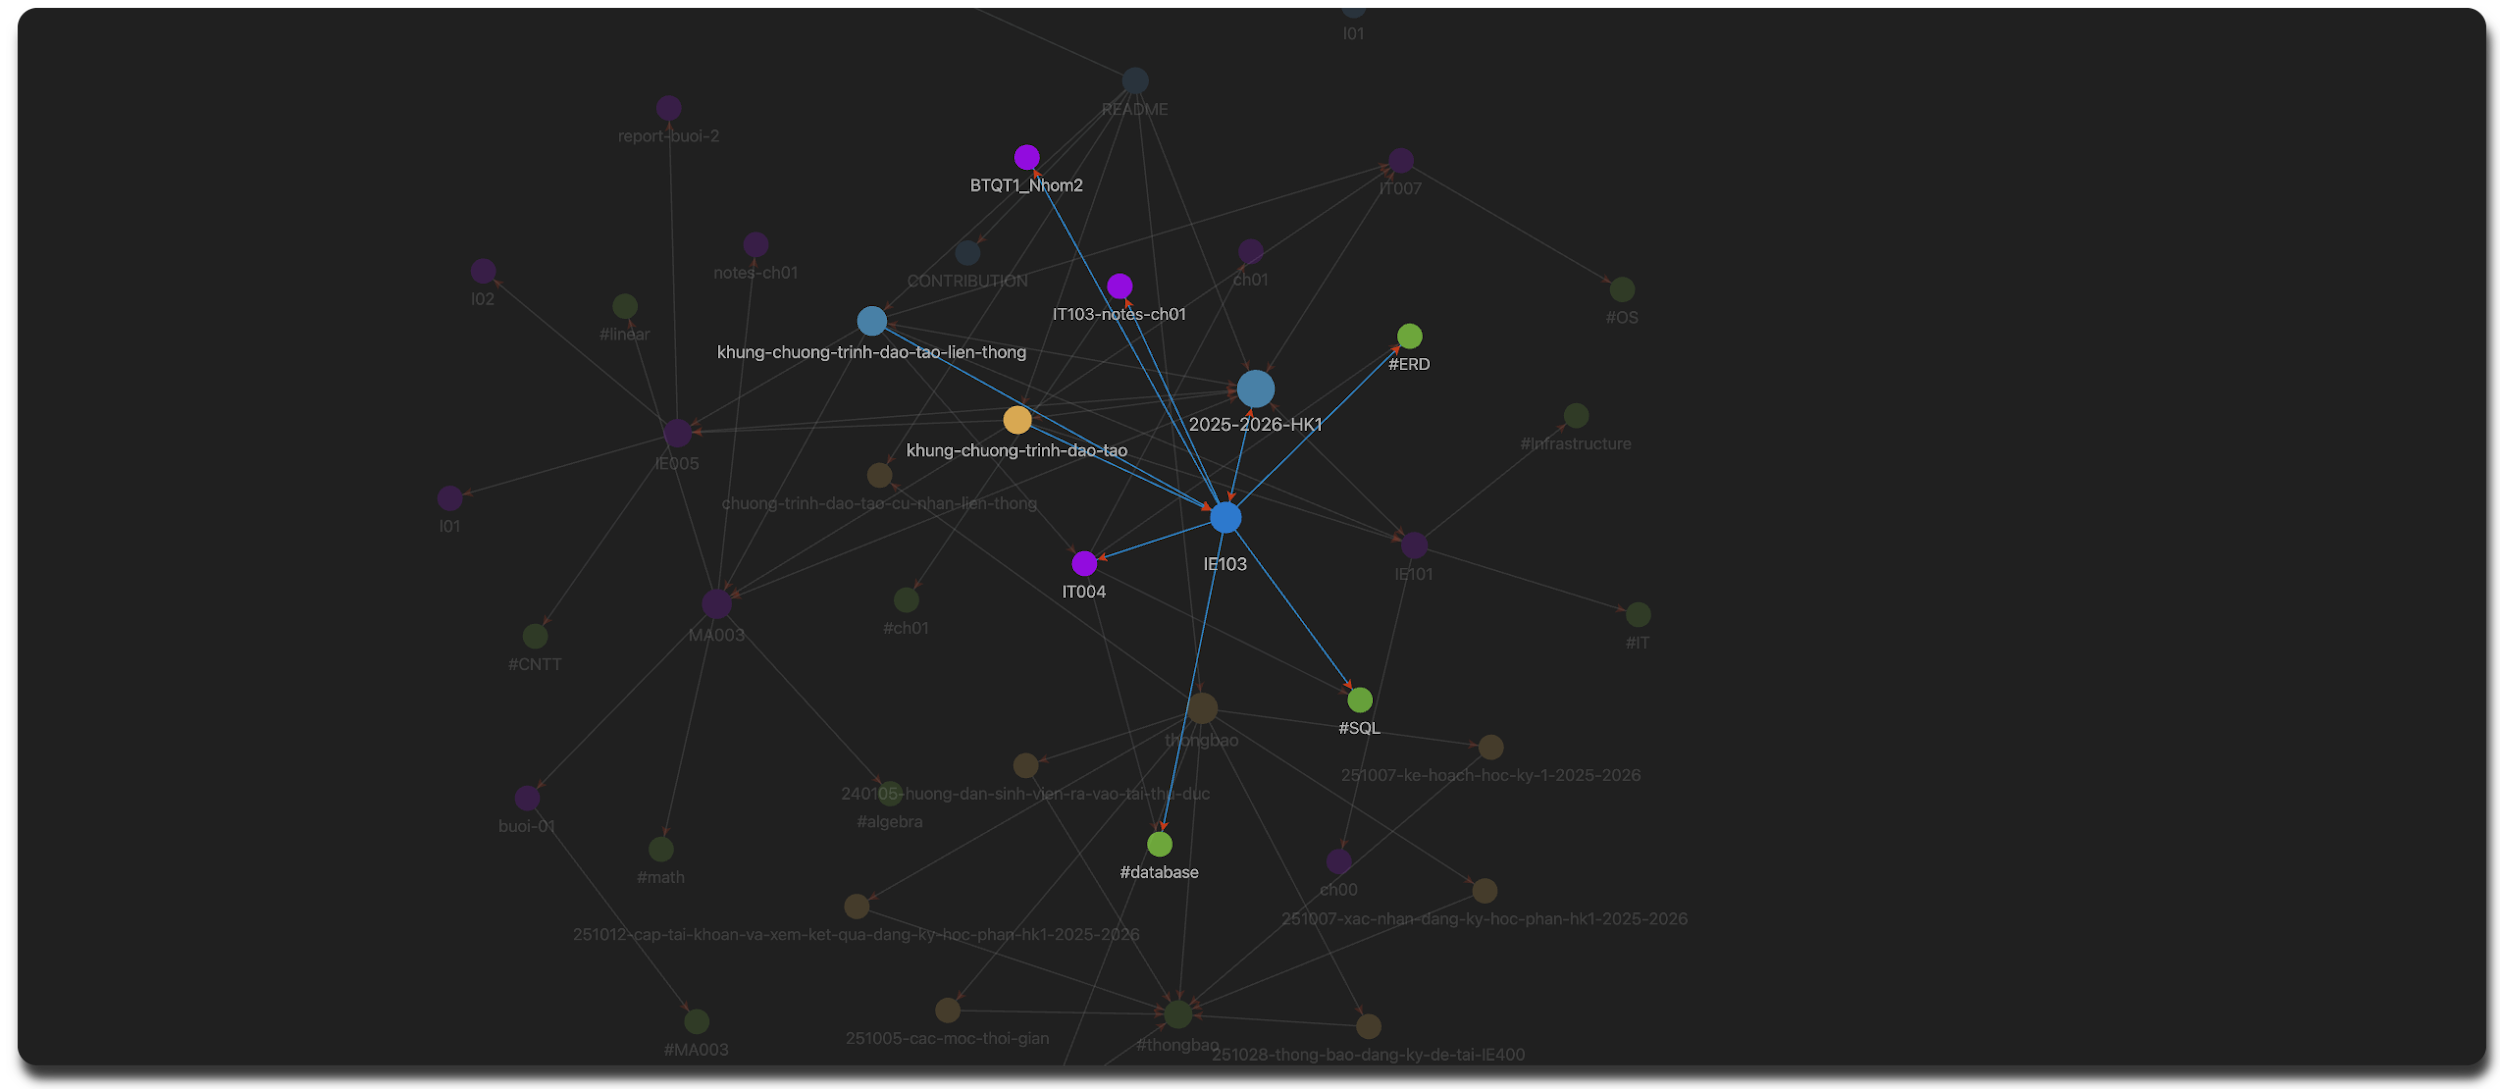 I01
README
report-buoi-2
BTQT1_Nhom2
IT007
notes-ch01
CONTRIBUTION
ch01
I02
IT103-notes-ch01
#OS
#linear
khung-chuong-trinh-dao-tao-lien-thong
#ERD
2025-2026-HK1
#Infrastructure
khung-chuong-trinh-dao-tao
IE005
chuong-trinh-dao-tao-cu-nhan-lien-thong
I01
IE103
IE101
IT004
#ch01
MA003
#IT
#CNTT
#SQL
thongbao
251007-ke-hoach-hoc-ky-1-2025-2026
240105-huong-dan-sinh-vien-ra-vao-tai-thu-duc
#algebra
buoi-01
#database
#math
ch00
251007-xac-nhan-dang-ky-hoc-phan-hk1-2025-2026
251012-cap-tai-khoan-va-xem-ket-qua-dang-ky-hoc-phan-hk1-2025-2026
251005-cac-moc-thoi-gian
#thongbao
#MA003
251028-thong-bao-dang-ky-de-tai-IE400